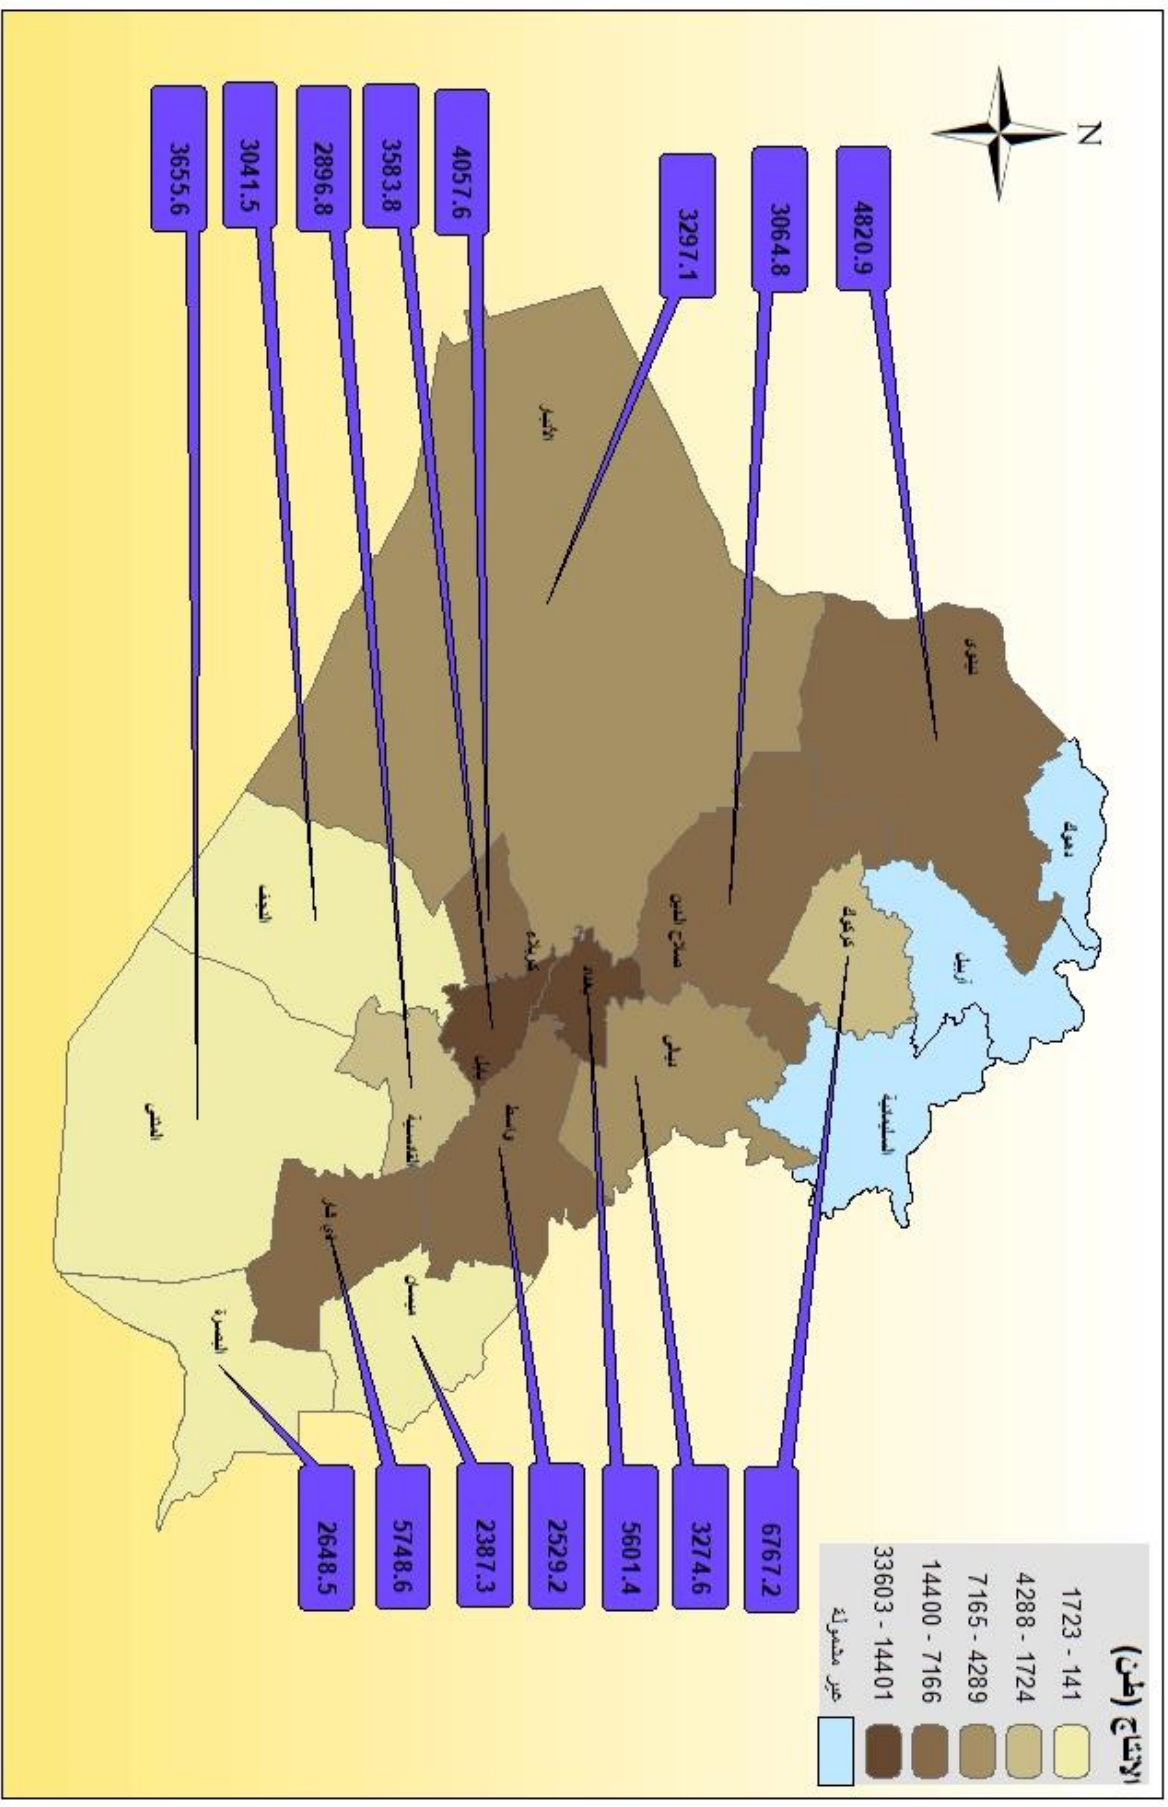 N
4820.9
3064.8
3297.1
4057.6
3583.8
2896.8
3041.5
3655.6
دهوك
نينوى
أربيل
كركوك
السليمانية
صلاح الدين
ديالى
الأنبار
بغداد
كربلاء
بابل
واسط
النجف
القادسية
ميسان
ذي قار
المثنى
البصرة
6767.2
3274.6
5601.4
2529.2
2387.3
5748.6
2648.5
الانتاج (طن)
1723 - 141
4288 - 1724
7165 - 4289
14400 - 7166
33603 - 14401
غير مشمولة